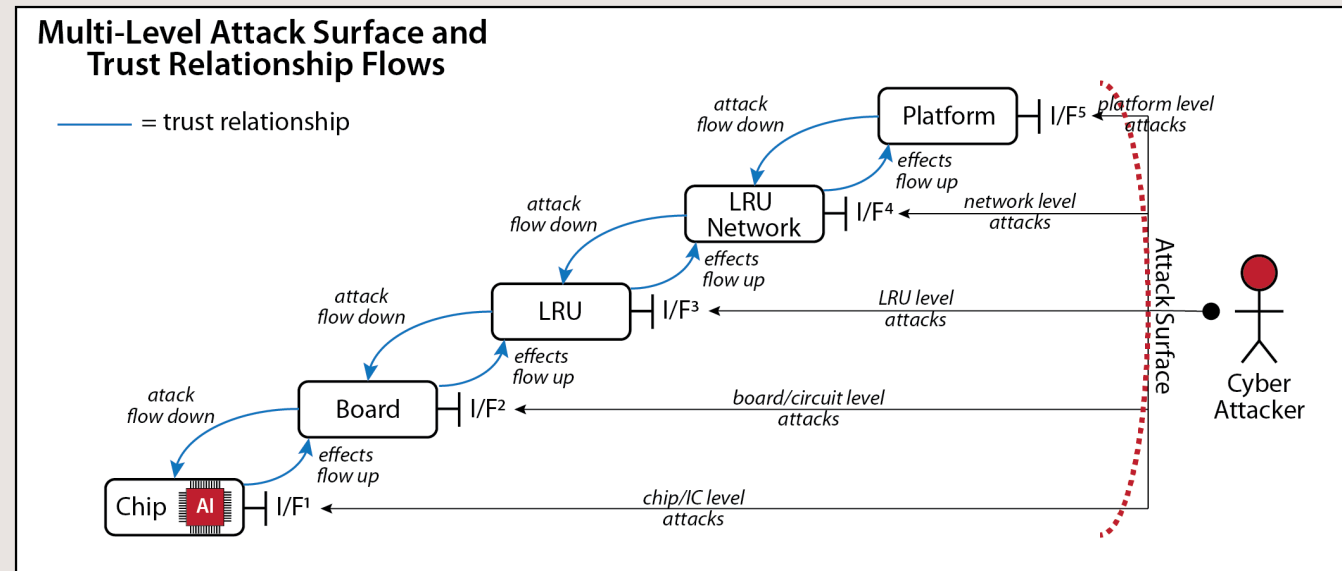 Multi-Level Attack Surface and
Trust Relationship Flows
= trust relationship
attack
flow down
Platform
I/F⁵
platform level
attacks
effects
flow up
attack
flow down
LRU
Network
I/F⁴
network level
attacks
effects
flow up
attack
flow down
LRU
I/F³
LRU level
attacks
effects
flow up
attack
flow down
Board
I/F²
board/circuit level
attacks
effects
flow up
atack
flow down
Chip
AI
I/F¹
chip/IC level
attacks
Attack Surface
Cyber
Attacker